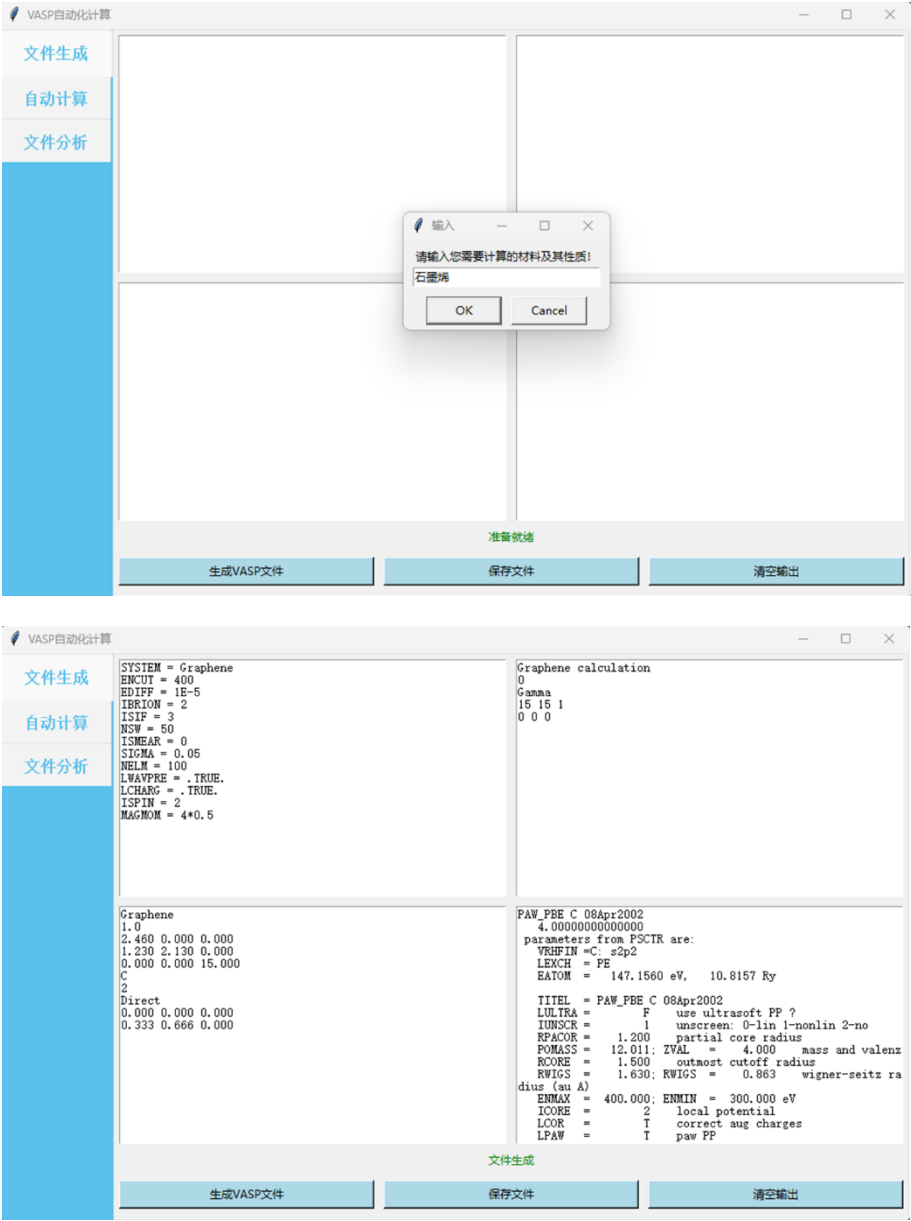 VASP自动化计算
文件生成
自动计算
文件分析
输入
请输入您需要计算的材料及其性质!
石墨烯
OK
Cancel
准备就绪
生成VASP文件
保存文件
清空输出
VASP自动化计算
文件生成
自动计算
文件分析
SYSTEM = Graphene
ENCUT = 400
EDIFF = 1E-5
IBRION = 2
ISIF = 3
NSW = 50
ISMEAR = 0
SIGMA = 0.05
NELM = 100
LWAVPRE = .TRUE.
LCHARG = .TRUE.
ISPIN = 2
MAGMOM = 4*0.5
Graphene calculation
0
Gamma
15 15 1
0 0 0
Graphene
1.0
2.460 0.000 0.000
1.230 2.130 0.000
0.000 0.000 15.000
C
2
Direct
0.000 0.000 0.000
0.333 0.666 0.000
PAW_PBE C 08Apr2002
4.00000000000000
parameters from PSCTR are:
VRHFIN =C: s2p2
LEXCH = PE
EATOM = 147.1560 eV, 10.8157 Ry
TITEL = PAW_PBE C 08Apr2002
LULTRA = F use ultrasoft PP ?
IUNSCR = 1 unscreen: 0-lin 1-nonlin 2-no
RPACOR = 1.200 partial core radius
POMASS = 12.011; ZVAL = 4.000 mass and valenz
RCORE = 1.500 outmost cutoff radius
RWIGS = 1.630; RWIGS = 0.863 wigner-seitz ra
dius (au A)
ENMAX = 400.000; ENMIN = 300.000 eV
ICORE = 2 local potential
LCOR = T correct aug charges
LPAW = T paw PP
文件生成
生成VASP文件
保存文件
清空输出